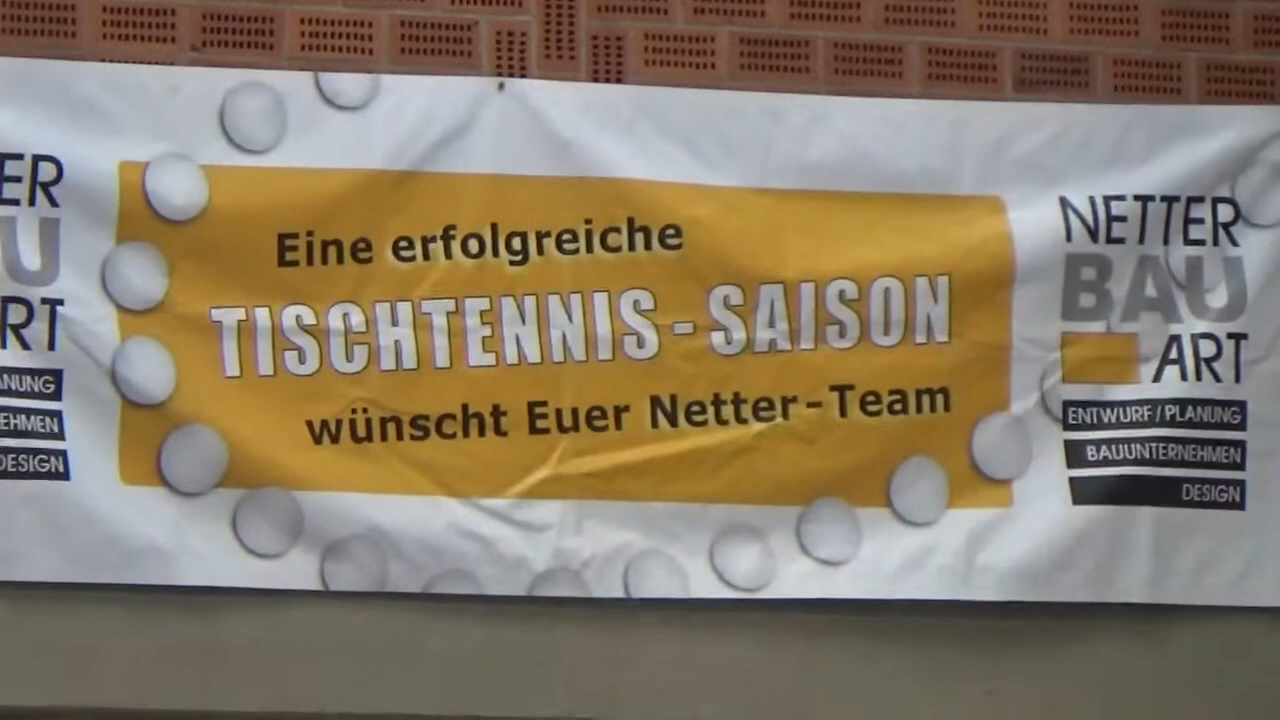 ER
U
RT
ANUNG
EHMEN
DESIGN
Eine erfolgreiche
TISCHTENNIS-SAISON
wünscht Euer Netter-Team
NETTER
BAU
ART
ENTWURF/PLANUNG
BAUUNTERNEHMEN
DESIGN